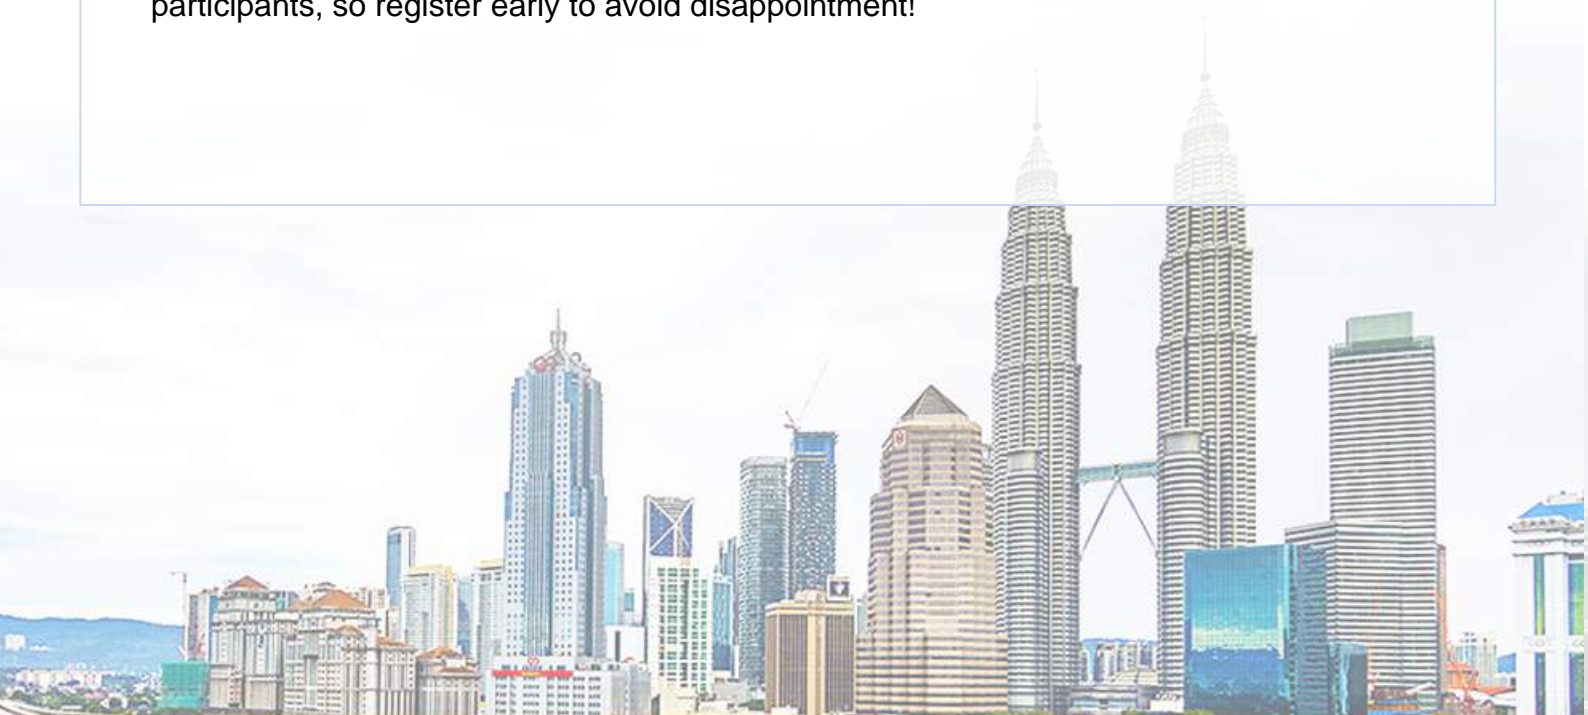 participants, so register early to avoid disappointment!